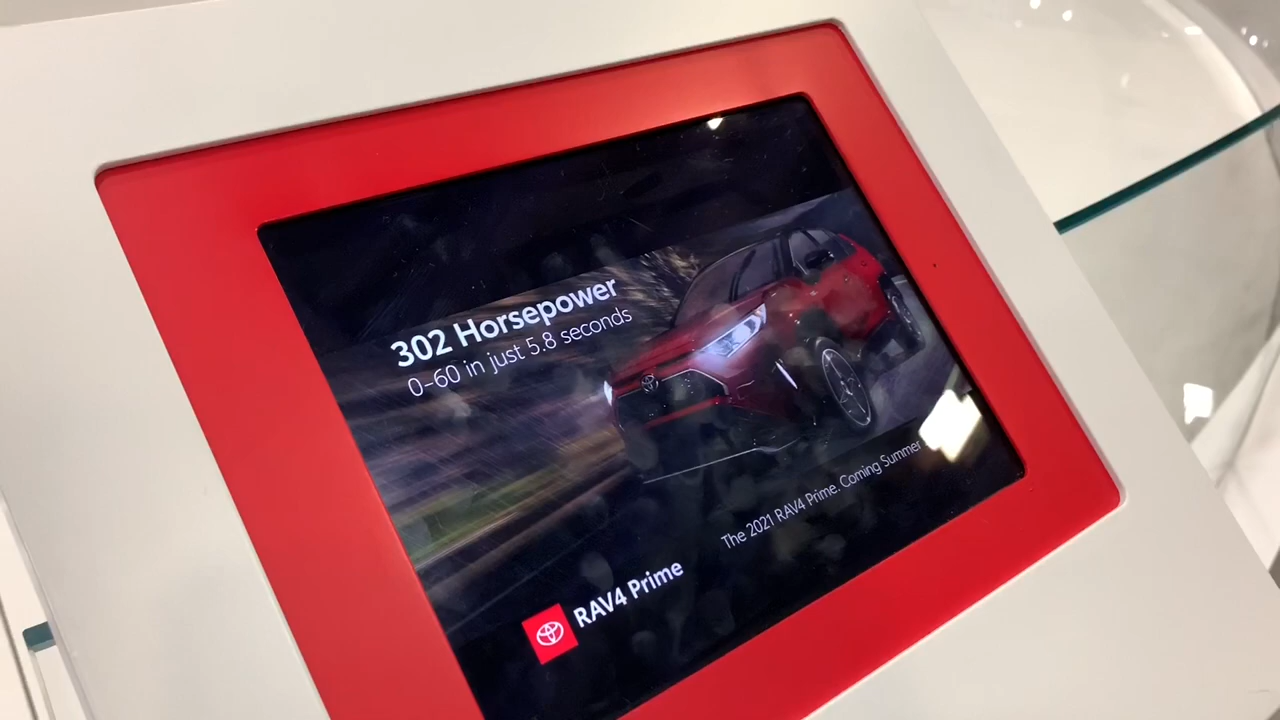 302 Horsepower
0-60 in just 5.8 seconds
The 2021 RAV4 Prime. Coming Summer
RAV4 Prime